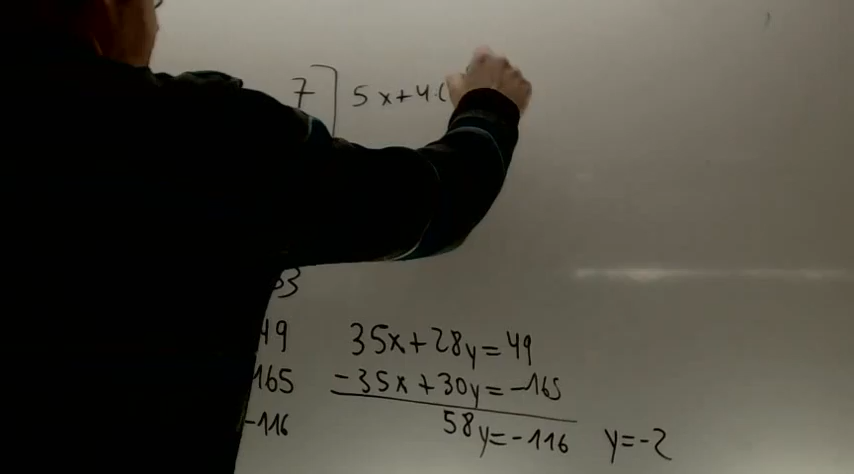 7 5x+4·(
3
49 35x+28y=49
165 -35x+30y=-165
-116 58y=-116 y=-2